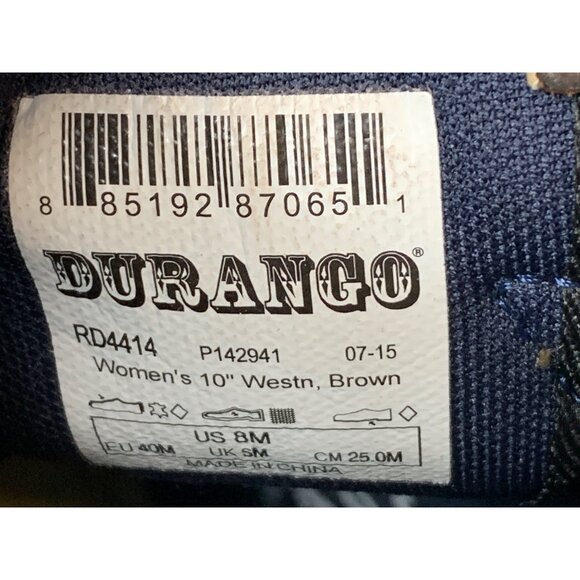 8 85192 87065 1
DURANGO®
RD4414 P142941 07-15
Women's 10" Westn, Brown
US 8M
EU 40M UK 5M CM 25.0M
MADE IN CHINA